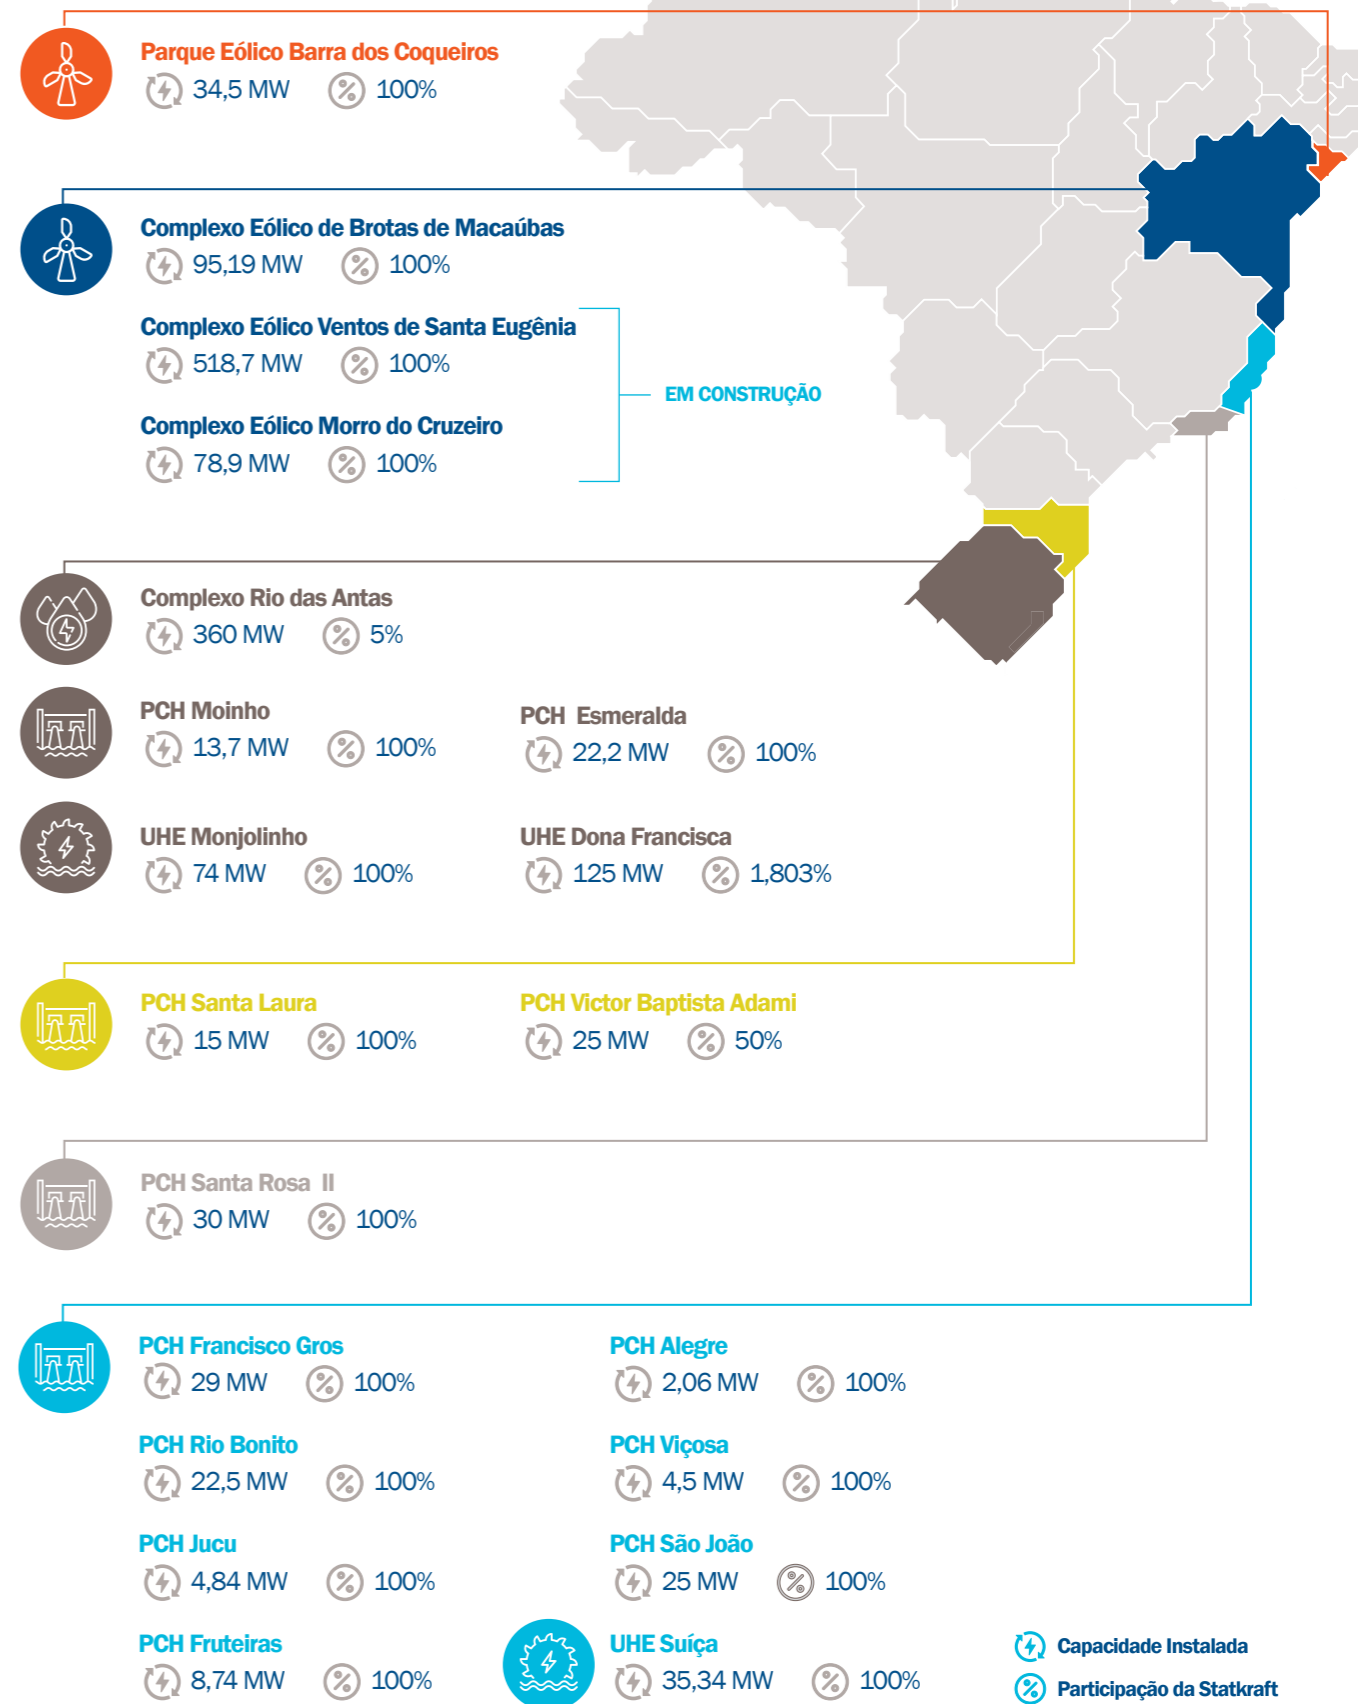 Parque Eólico Barra dos Coqueiros
34,5 MW 100%
Complexo Eólico de Brotas de Macaúbas
95,19 MW 100%
Complexo Eólico Ventos de Santa Eugênia
518,7 MW 100%
EM CONSTRUÇÃO
Complexo Eólico Morro do Cruzeiro
78,9 MW 100%
Complexo Rio das Antas
360 MW 5%
PCH Moinho
13,7 MW 100%
PCH Esmeralda
22,2 MW 100%
UHE Monjolinho
74 MW 100%
UHE Dona Francisca
125 MW 1,803%
PCH Santa Laura
15 MW 100%
PCH Victor Baptista Adami
25 MW 50%
PCH Santa Rosa II
30 MW 100%
PCH Francisco Gros
29 MW 100%
PCH Alegre
2,06 MW 100%
PCH Rio Bonito
22,5 MW 100%
PCH Viçosa
4,5 MW 100%
PCH Jucu
4,84 MW 100%
PCH São João
25 MW 100%
PCH Fruteiras
8,74 MW 100%
UHE Suíça
35,34 MW 100%
Capacidade Instalada
Participação da Statkraft